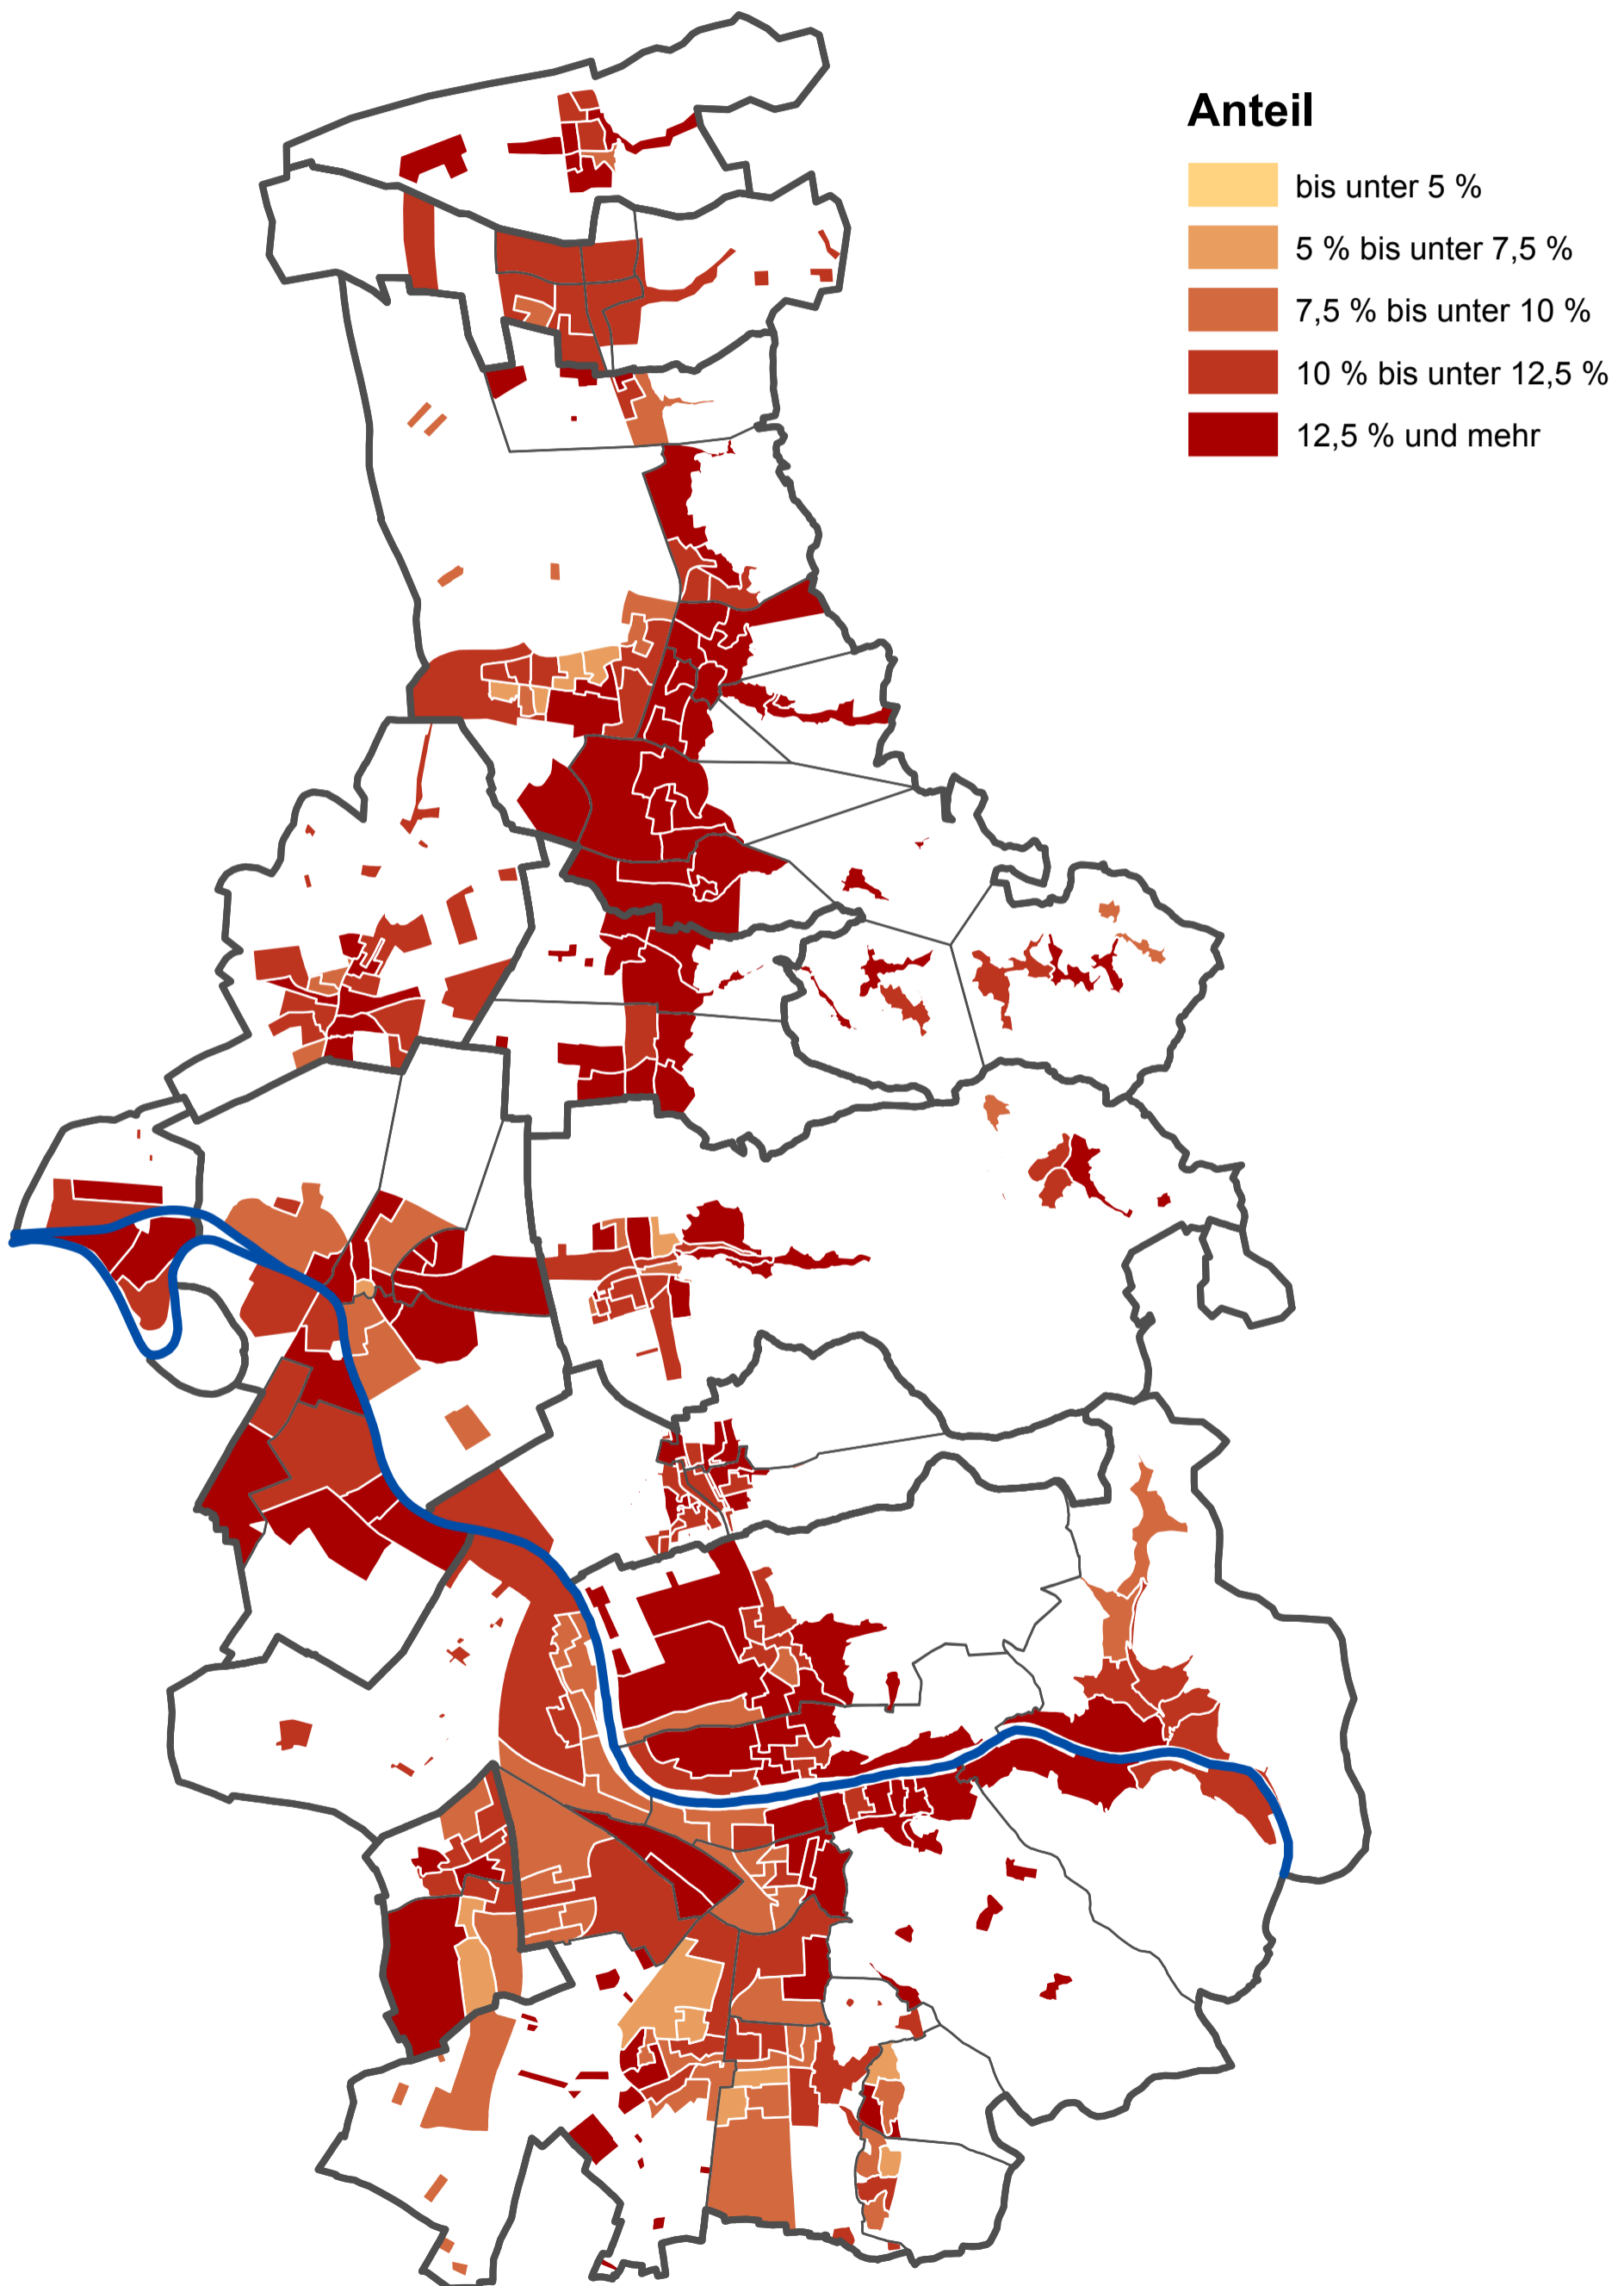 Anteil
bis unter 5 %
5 % bis unter 7,5 %
7,5 % bis unter 10 %
10 % bis unter 12,5 %
12,5 % und mehr